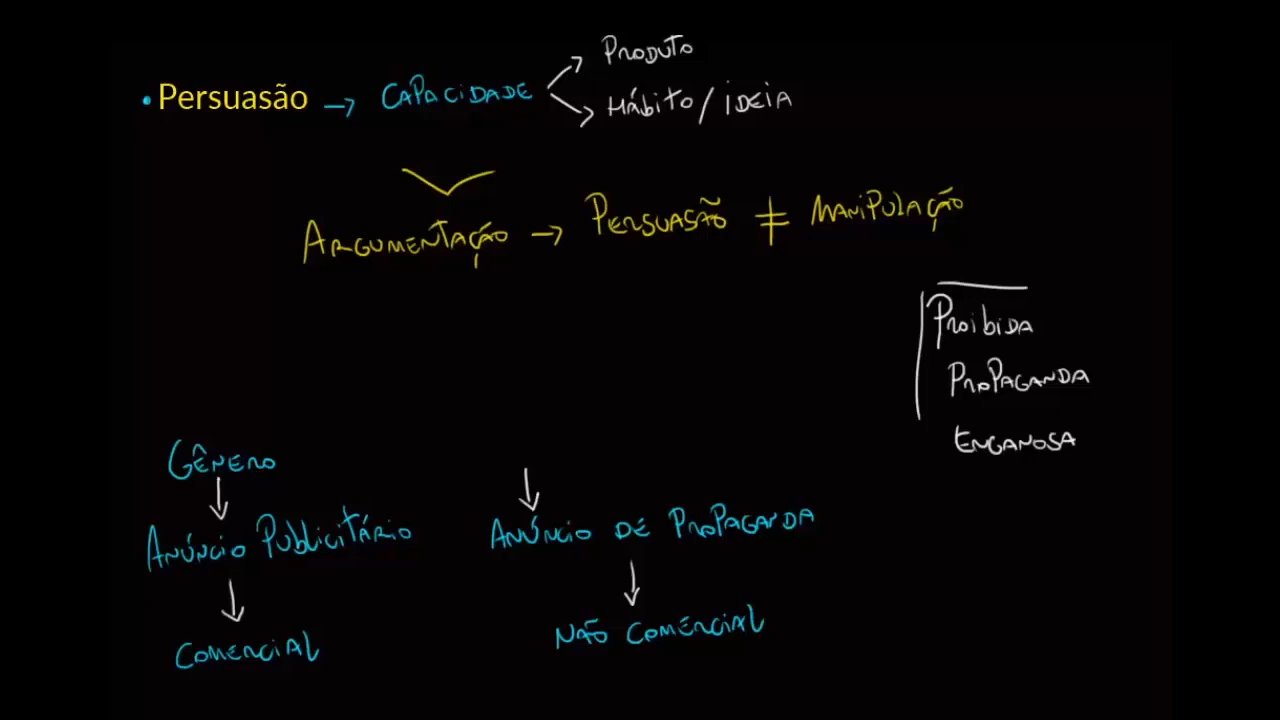 PRODUTO
• Persuasão → CAPACIDADE
HÁBITO / IDEIA
ARGUMENTAÇÃO → PERSUASÃO ≠ MANIPULAÇÃO
PROIBIDA
PROPAGANDA
ENGANOSA
GÊNERO
ANÚNCIO PUBLICITÁRIO
ANÚNCIO DE PROPAGANDA
COMERCIAL
NÃO COMERCIAL